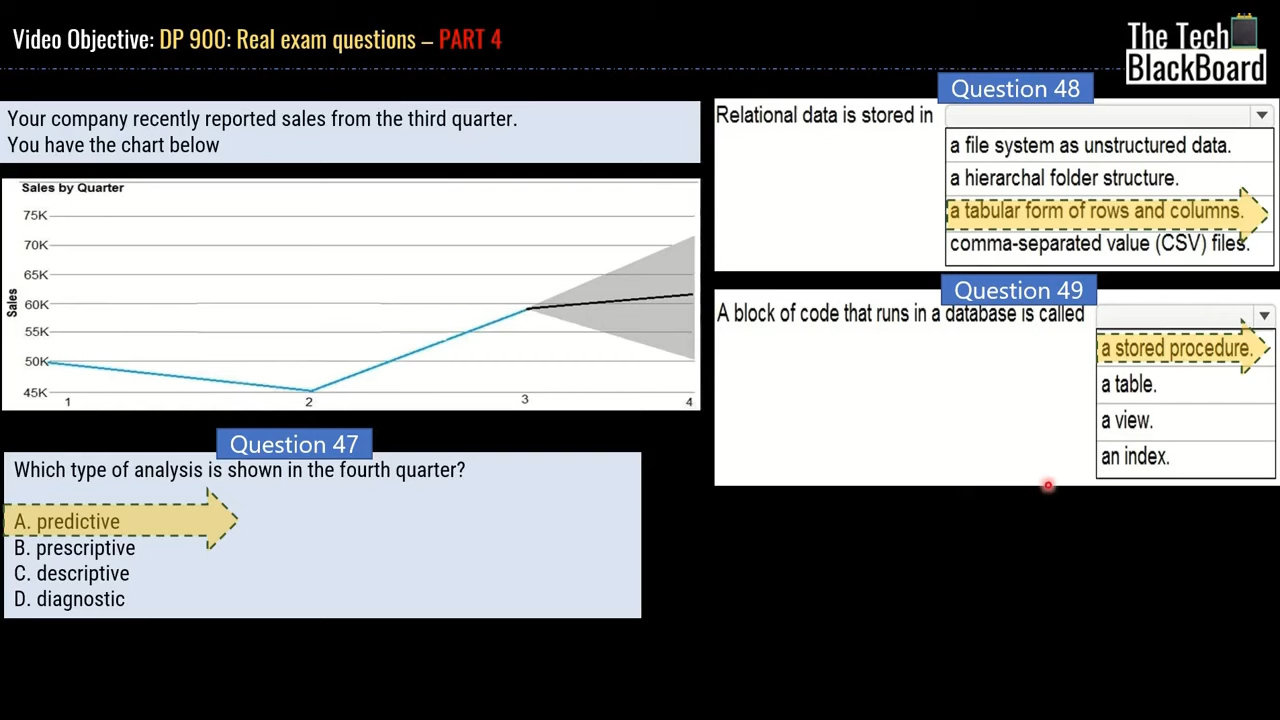 Video Objective: DP 900: Real exam questions – PART 4
The Tech
BlackBoard
Your company recently reported sales from the third quarter.
You have the chart below
Sales by Quarter
75K
70K
65K
60K
55K
50K
45K
Sales
1
2
3
4
Question 47
Which type of analysis is shown in the fourth quarter?
A. predictive
B. prescriptive
C. descriptive
D. diagnostic
Question 48
Relational data is stored in
a file system as unstructured data.
a hierarchal folder structure.
a tabular form of rows and columns.
comma-separated value (CSV) files.
Question 49
A block of code that runs in a database is called
a stored procedure.
a table.
a view.
an index.